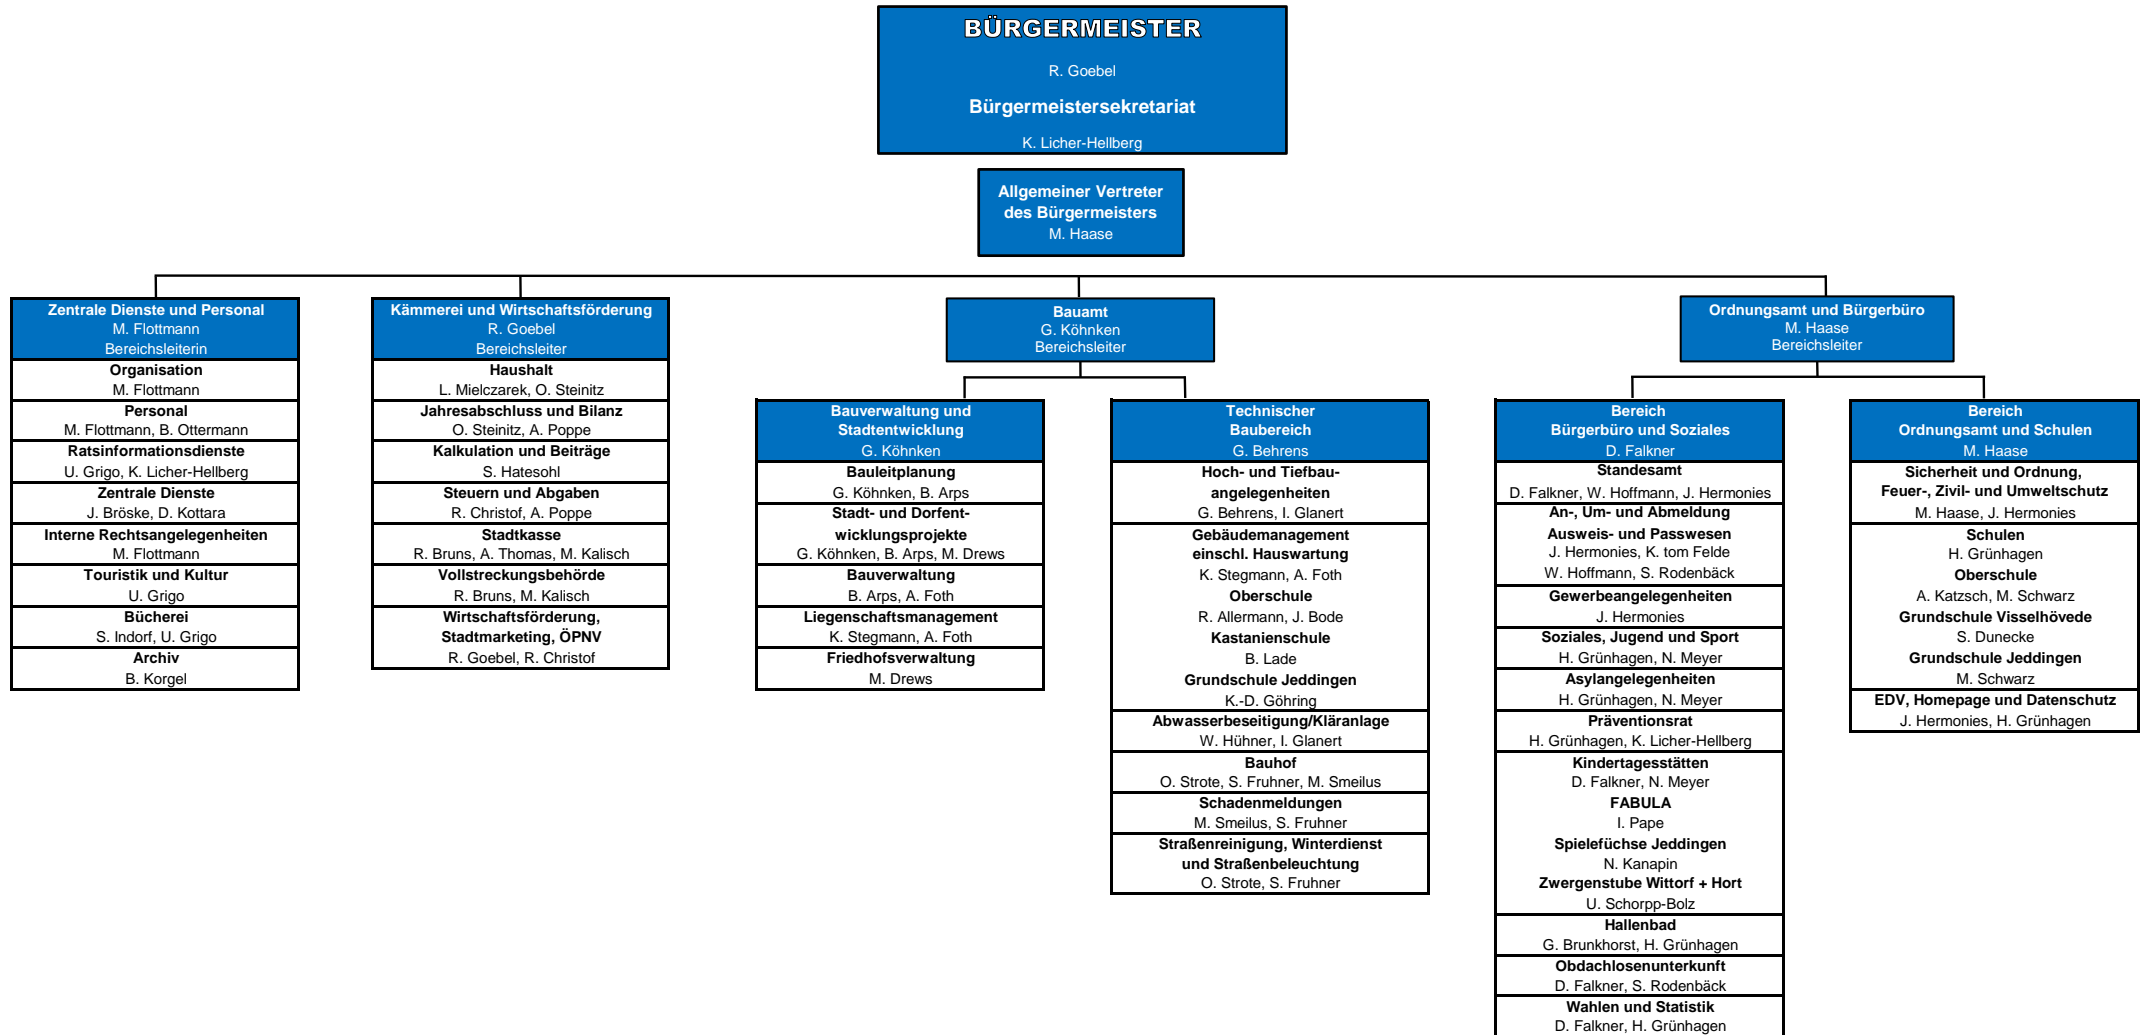 BÜRGERMEISTER
R. Goebel
Bürgermeistersekretariat
K. Licher-Hellberg
Allgemeiner Vertreter
des Bürgermeisters
M. Haase
Zentrale Dienste und Personal
M. Flottmann
Bereichsleiterin
Organisation
M. Flottmann
Personal
M. Flottmann, B. Ottermann
Ratsinformationsdienste
U. Grigo, K. Licher-Hellberg
Zentrale Dienste
J. Bröske, D. Kottara
Interne Rechtsangelegenheiten
M. Flottmann
Touristik und Kultur
U. Grigo
Bücherei
S. Indorf, U. Grigo
Archiv
B. Korgel
Kämmerei und Wirtschaftsförderung
R. Goebel
Bereichsleiter
Haushalt
L. Mielczarek, O. Steinitz
Jahresabschluss und Bilanz
O. Steinitz, A. Poppe
Kalkulation und Beiträge
S. Hatesohl
Steuern und Abgaben
R. Christof, A. Poppe
Stadtkasse
R. Bruns, A. Thomas, M. Kalisch
Vollstreckungsbehörde
R. Bruns, M. Kalisch
Wirtschaftsförderung,
Stadtmarketing, ÖPNV
R. Goebel, R. Christof
Bauamt
G. Köhnken
Bereichsleiter
Bauverwaltung und
Stadtentwicklung
G. Köhnken
Bauleitplanung
G. Köhnken, B. Arps
Stadt- und Dorfent-
wicklungsprojekte
G. Köhnken, B. Arps, M. Drews
Bauverwaltung
B. Arps, A. Foth
Liegenschaftsmanagement
K. Stegmann, A. Foth
Friedhofsverwaltung
M. Drews
Technischer
Baubereich
G. Behrens
Hoch- und Tiefbau-
angelegenheiten
G. Behrens, I. Glanert
Gebäudemanagement
einschl. Hauswartung
K. Stegmann, A. Foth
Oberschule
R. Allermann, J. Bode
Kastanienschule
B. Lade
Grundschule Jeddingen
K.-D. Göhring
Abwasserbeseitigung/Kläranlage
W. Hühner, I. Glanert
Bauhof
O. Strote, S. Fruhner, M. Smeilus
Schadenmeldungen
M. Smeilus, S. Fruhner
Straßenreinigung, Winterdienst
und Straßenbeleuchtung
O. Strote, S. Fruhner
Ordnungsamt und Bürgerbüro
M. Haase
Bereichsleiter
Bereich
Bürgerbüro und Soziales
D. Falkner
Standesamt
D. Falkner, W. Hoffmann, J. Hermonies
An-, Um- und Abmeldung
Ausweis- und Passwesen
J. Hermonies, K. tom Felde
W. Hoffmann, S. Rodenbäck
Gewerbeangelegenheiten
J. Hermonies
Soziales, Jugend und Sport
H. Grünhagen, N. Meyer
Asylangelegenheiten
H. Grünhagen, N. Meyer
Präventionsrat
H. Grünhagen, K. Licher-Hellberg
Kindertagesstätten
D. Falkner, N. Meyer
FABULA
I. Pape
Spielefüchse Jeddingen
N. Kanapin
Zwergenstube Wittorf + Hort
U. Schorpp-Bolz
Hallenbad
G. Brunkhorst, H. Grünhagen
Obdachlosenunterkunft
D. Falkner, S. Rodenbäck
Wahlen und Statistik
D. Falkner, H. Grünhagen
Bereich
Ordnungsamt und Schulen
M. Haase
Sicherheit und Ordnung,
Feuer-, Zivil- und Umweltschutz
M. Haase, J. Hermonies
Schulen
H. Grünhagen
Oberschule
A. Katzsch, M. Schwarz
Grundschule Visselhövede
S. Dunecke
Grundschule Jeddingen
M. Schwarz
EDV, Homepage und Datenschutz
J. Hermonies, H. Grünhagen